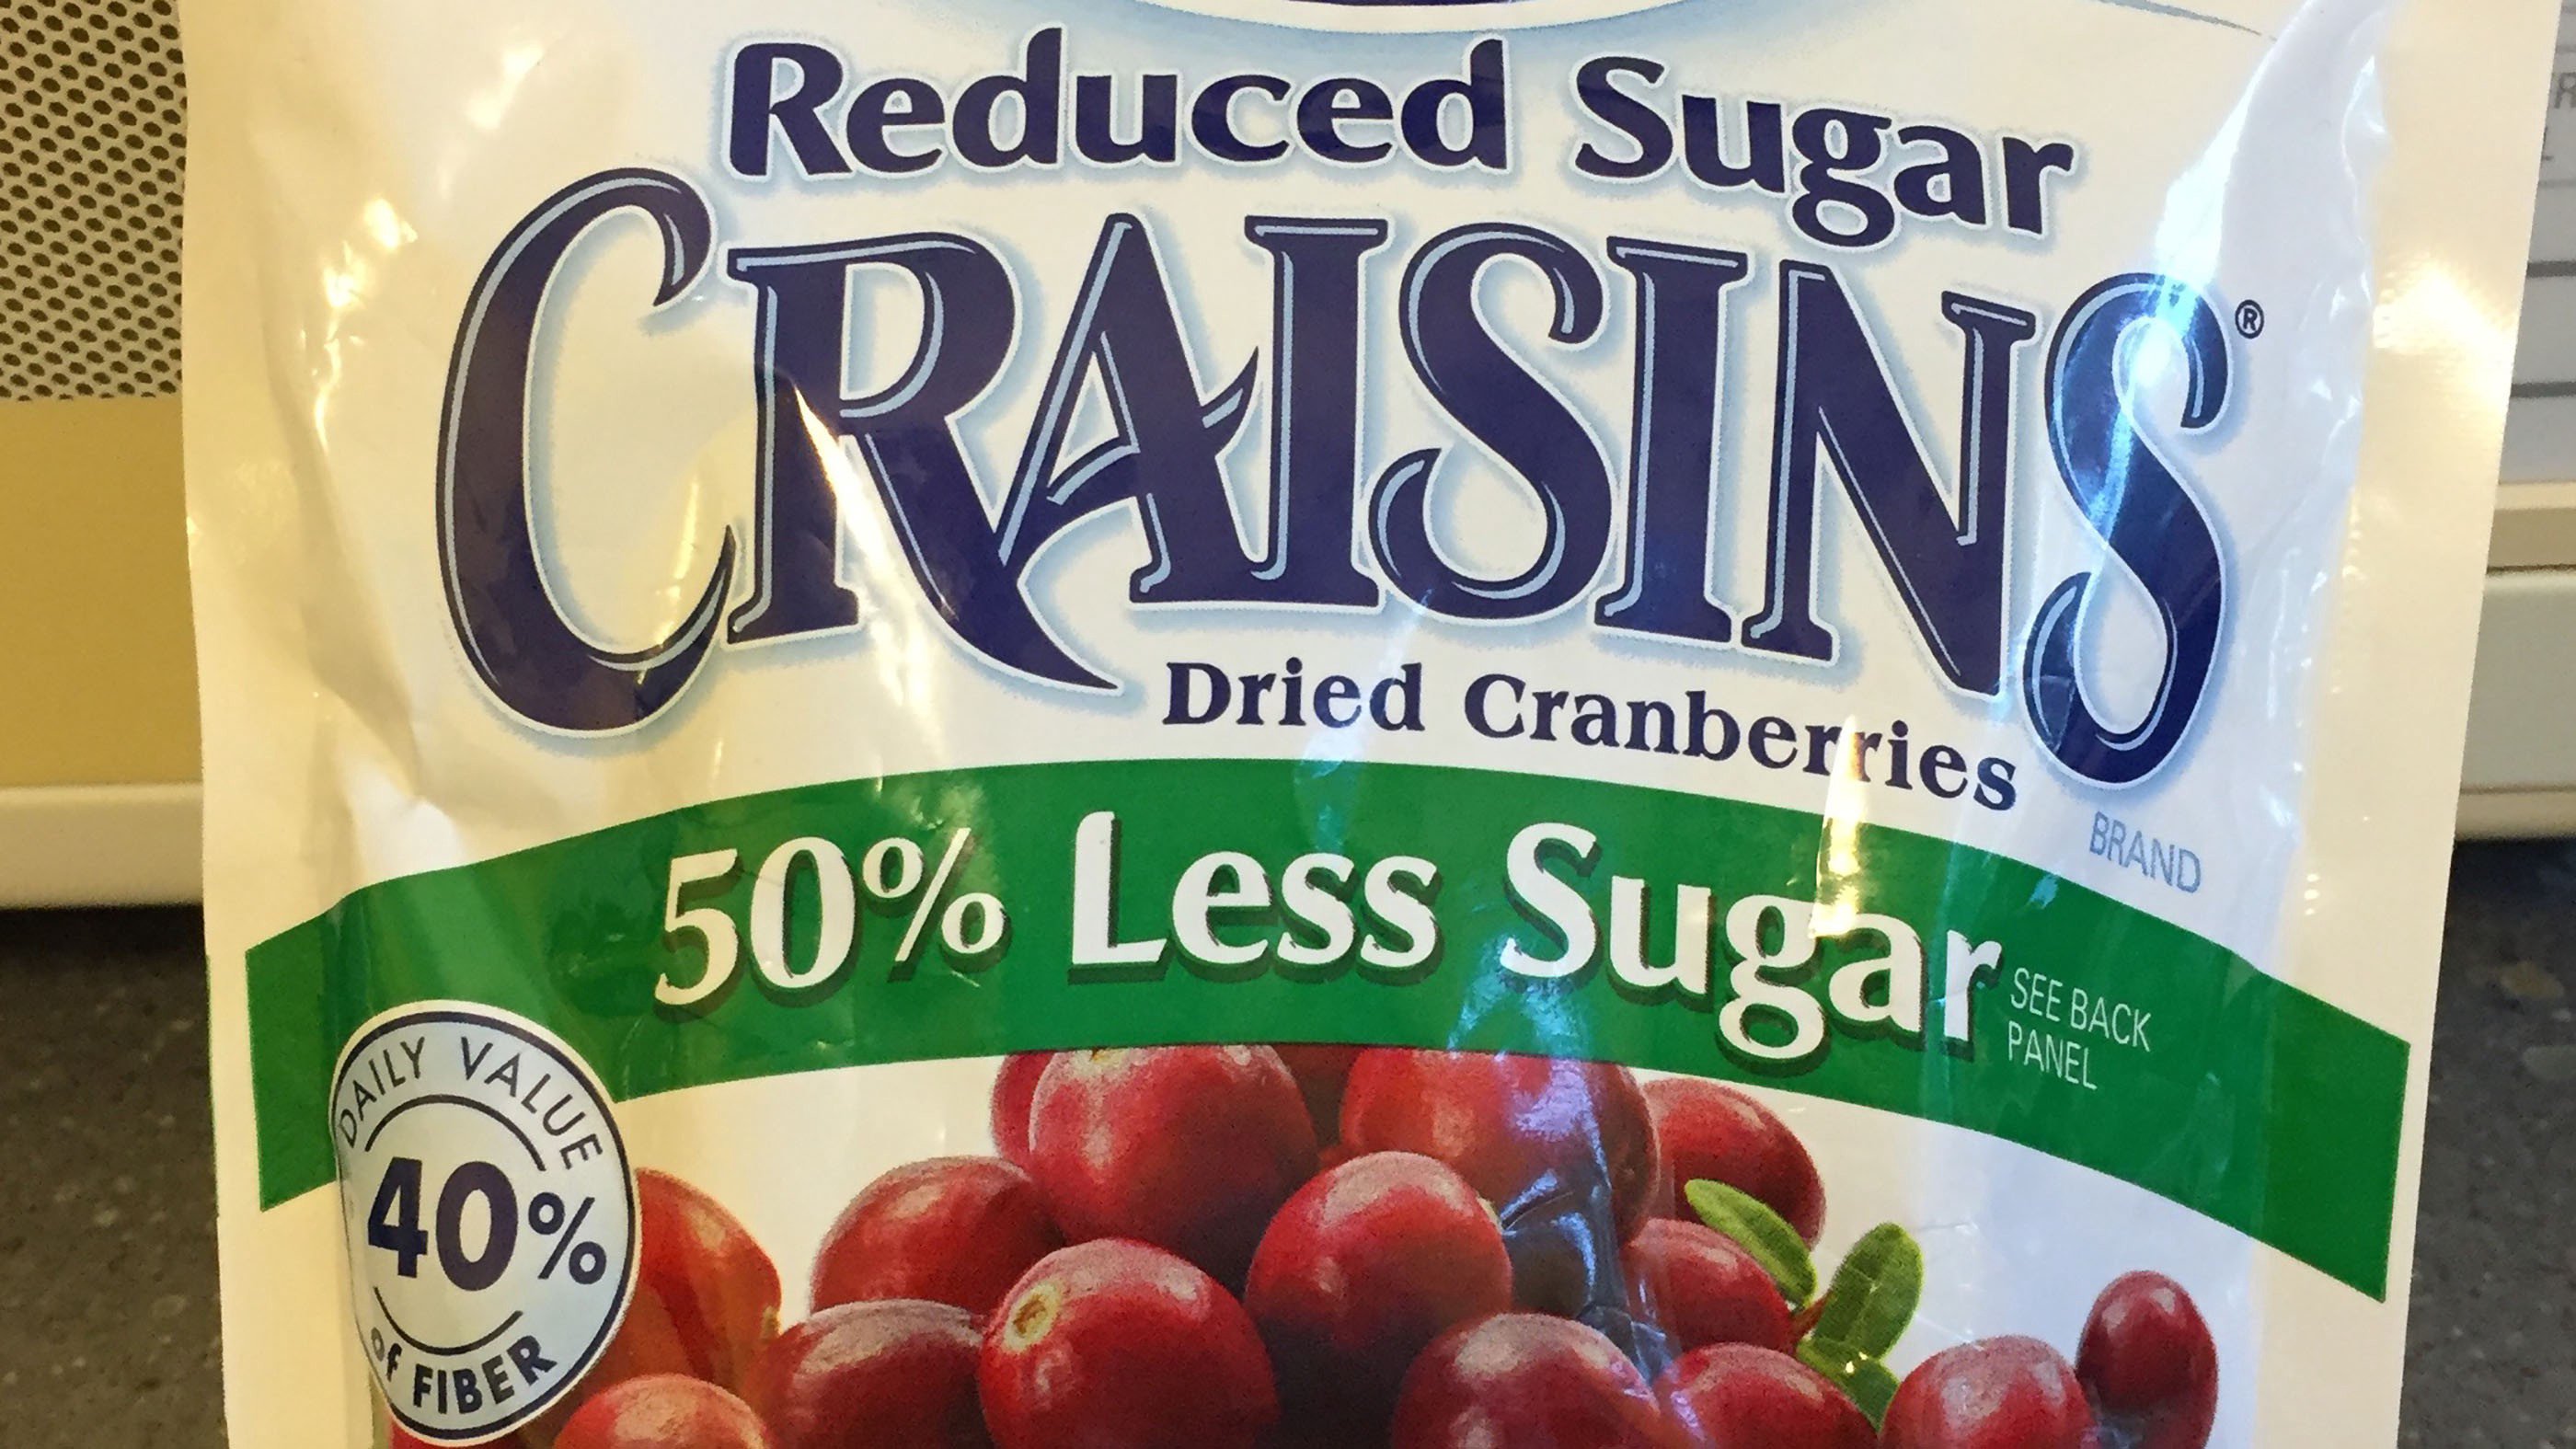 Reduced Sugar
CRAISINS®
Dried Cranberries
BRAND
50% Less Sugar
SEE BACK
PANEL
DAILY VALUE
40%
of FIBER